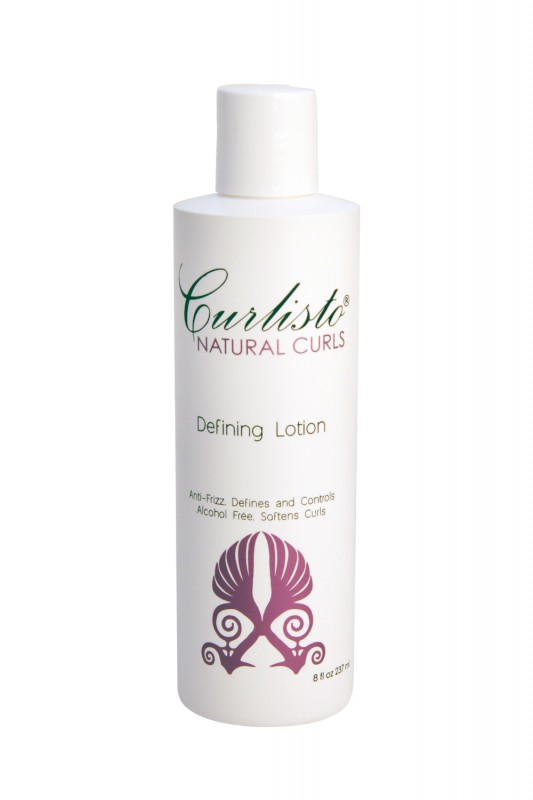 Curlisto®
NATURAL CURLS
Defining Lotion
Anti-Frizz, Defines and Controls
Alcohol Free, Softens Curls
8 fl oz 237 ml